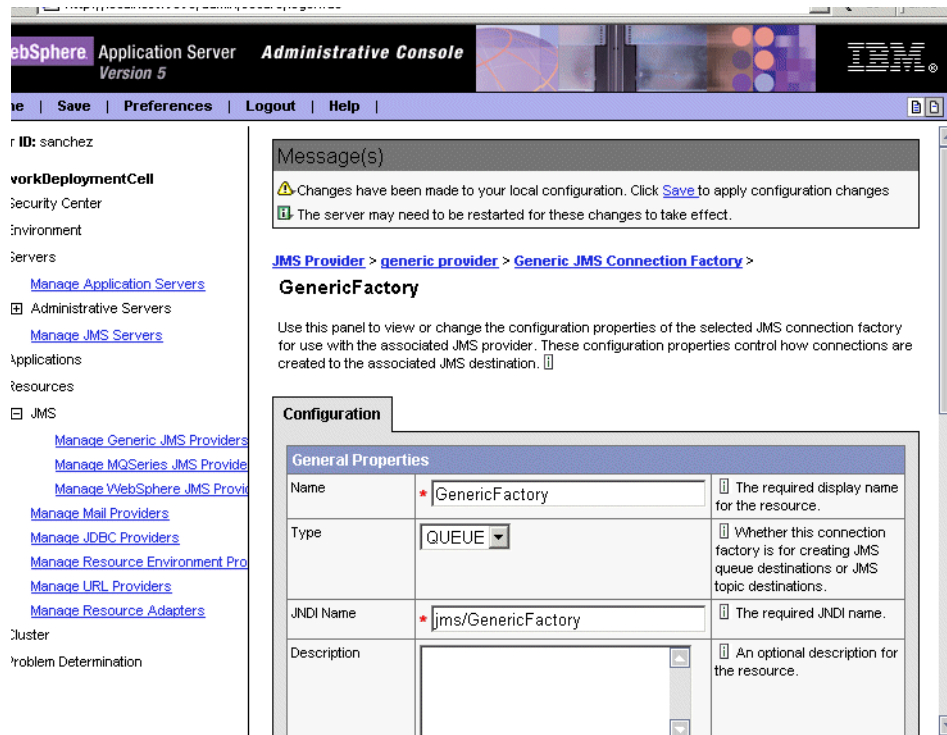 ebSphere. Application Server Administrative Console
Version 5
IBM
ne | Save | Preferences | Logout | Help |
r ID: sanchez
workDeploymentCell
Security Center
Environment
Servers
Manage Application Servers
Administrative Servers
Manage JMS Servers
Applications
Resources
JMS
Manage Generic JMS Providers
Manage MQSeries JMS Provide
Manage WebSphere JMS Provid
Manage Mail Providers
Manage JDBC Providers
Manage Resource Environment Pro
Manage URL Providers
Manage Resource Adapters
Cluster
Problem Determination
Message(s)
Changes have been made to your local configuration. Click Save to apply configuration changes
The server may need to be restarted for these changes to take effect.
JMS Provider > generic provider > Generic JMS Connection Factory >
GenericFactory
Use this panel to view or change the configuration properties of the selected JMS connection factory
for use with the associated JMS provider. These configuration properties control how connections are
created to the associated JMS destination. i
Configuration
General Properties
Name
* GenericFactory
i The required display name
for the resource.
Type
QUEUE
i Whether this connection
factory is for creating JMS
queue destinations or JMS
topic destinations.
JNDI Name
* jms/GenericFactory
i The required JNDI name.
Description
i An optional description for
the resource.